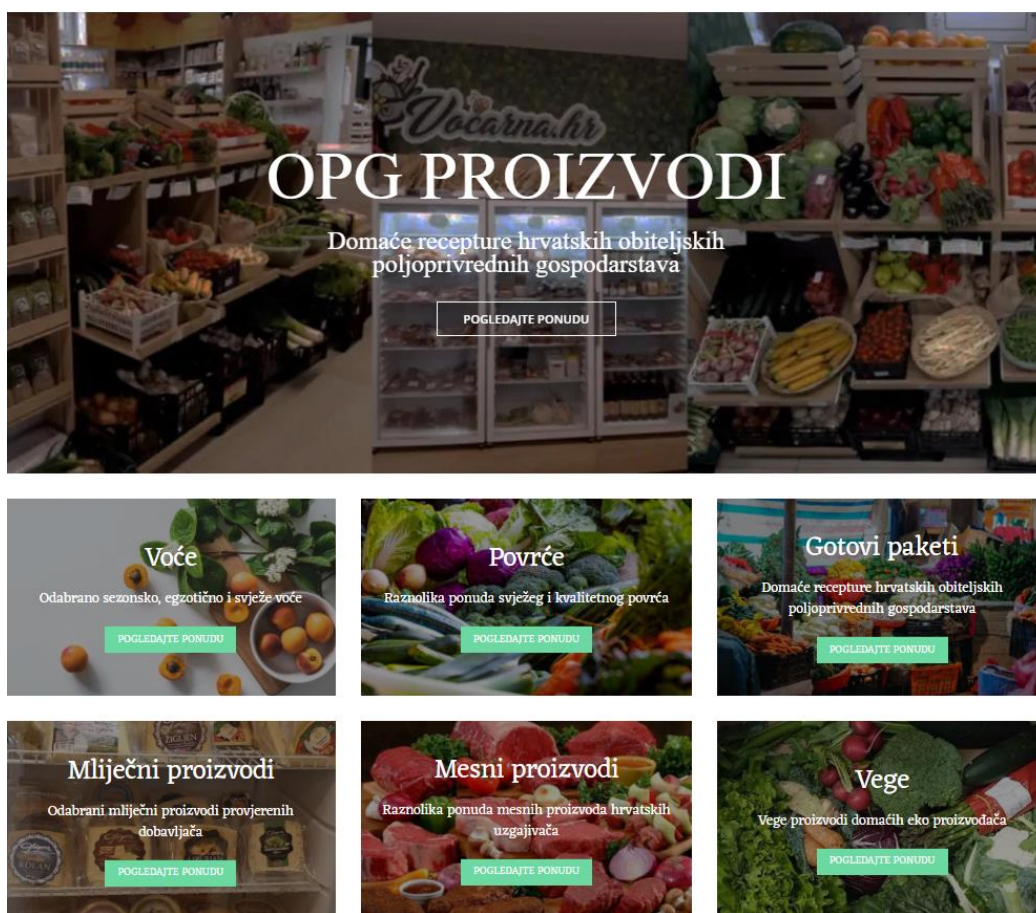 Vocarna.hr
OPG PROIZVODI
Domaće recepture hrvatskih obiteljskih
poljoprivrednih gospodarstava
POGLEDAJTE PONUDU
Voće
Odabrano sezonsko, egzotično i svježe voće
POGLEDAJTE PONUDU
Povrće
Raznolika ponuda svježeg i kvalitetnog povrća
POGLEDAJTE PONUDU
Gotovi paketi
Domaće recepture hrvatskih obiteljskih
poljoprivrednih gospodarstava
POGLEDAJTE PONUDU
Mliječni proizvodi
Odabrani mliječni proizvodi provjerenih
dobavljača
POGLEDAJTE PONUDU
Mesni proizvodi
Raznolika ponuda mesnih proizvoda hrvatskih
uzgajivača
POGLEDAJTE PONUDU
Vege
Vege proizvodi domaćih eko proizvođača
POGLEDAJTE PONUDU